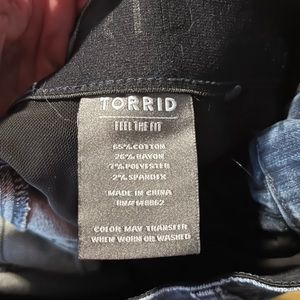 TORRID
FEEL THE FIT
65% COTTON
26% RAYON
7% POLYESTER
2% SPANDEX
MADE IN CHINA
COLOR MAY TRANSFER
WHEN WORN OR WASHED